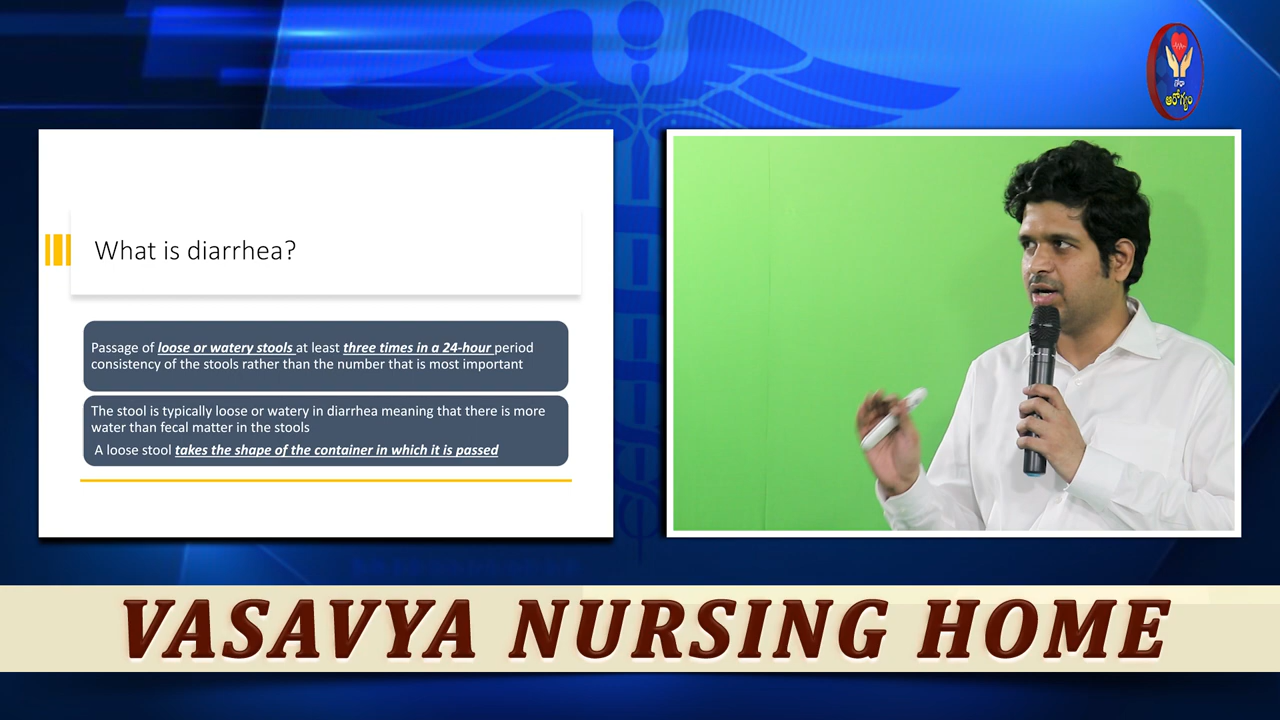 What is diarrhea?
Passage of loose or watery stools at least three times in a 24-hour period
consistency of the stools rather than the number that is most important
The stool is typically loose or watery in diarrhea meaning that there is more
water than fecal matter in the stools
A loose stool takes the shape of the container in which it is passed
ఆరోగ్యం
VASAVYA NURSING HOME